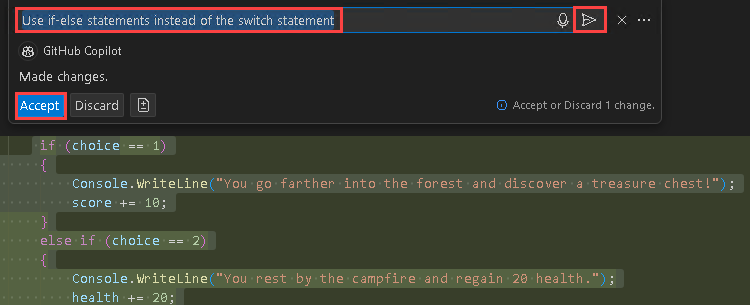 Use if-else statements instead of the switch statement
GitHub Copilot
Made changes.
Accept Discard Accept or Discard 1 change.
if (choice == 1)
{
Console.WriteLine("You go farther into the forest and discover a treasure chest!");
score += 10;
}
else if (choice == 2)
{
Console.WriteLine("You rest by the campfire and regain 20 health.");
health += 20;